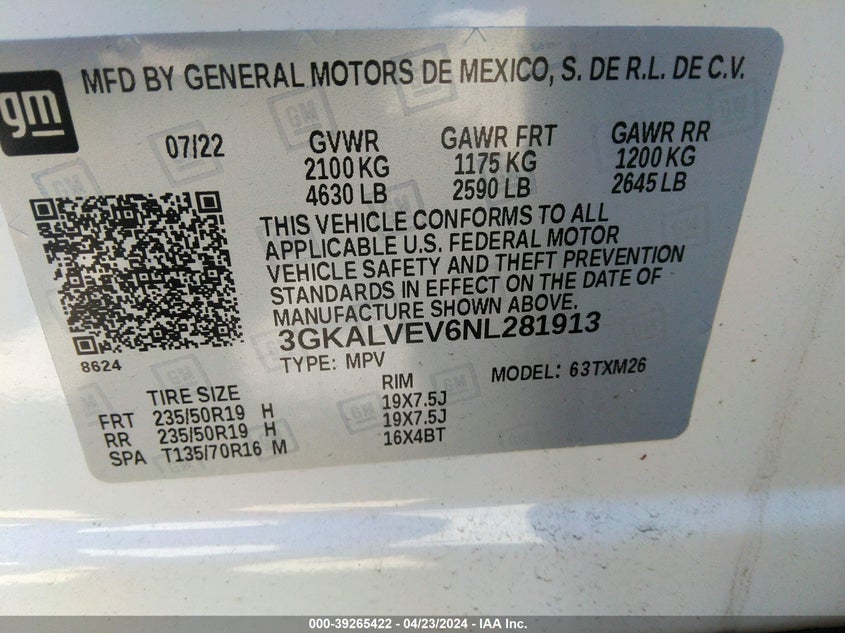 gm
MFD BY GENERAL MOTORS DE MEXICO, S. DE R.L. DE C.V.
07/22 GVWR GAWR FRT GAWR RR
2100 KG 1175 KG 1200 KG
4630 LB 2590 LB 2645 LB
THIS VEHICLE CONFORMS TO ALL
APPLICABLE U.S. FEDERAL MOTOR
VEHICLE SAFETY AND THEFT PREVENTION
STANDARDS IN EFFECT ON THE DATE OF
MANUFACTURE SHOWN ABOVE.
3GKALVEV6NL281913
8624 TYPE: MPV MODEL: 63TXM26
TIRE SIZE RIM
FRT 235/50R19 H 19X7.5J
RR 235/50R19 H 19X7.5J
SPA T135/70R16 M 16X4BT
000-39265422 / 04/23/2024 - IAA Inc.